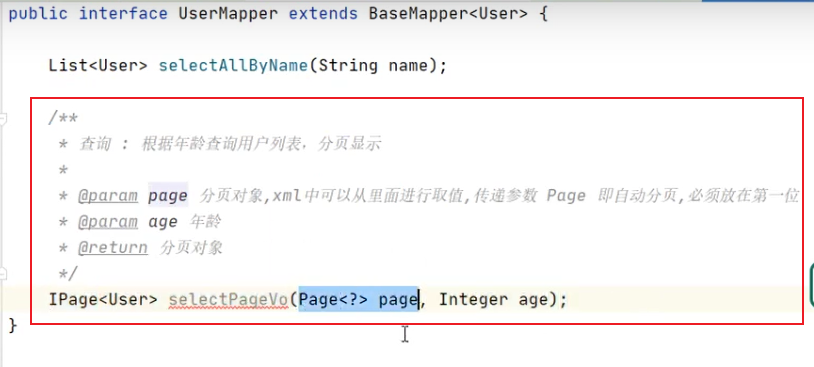 public interface UserMapper extends BaseMapper<User> {
List<User> selectAllByName(String name);
/**
* 查询 : 根据年龄查询用户列表，分页显示
*
* @param page 分页对象,xml中可以从里面进行取值,传递参数 Page 即自动分页,必须放在第一位
* @param age 年龄
* @return 分页对象
*/
IPage<User> selectPageVo(Page<?> page, Integer age);
}